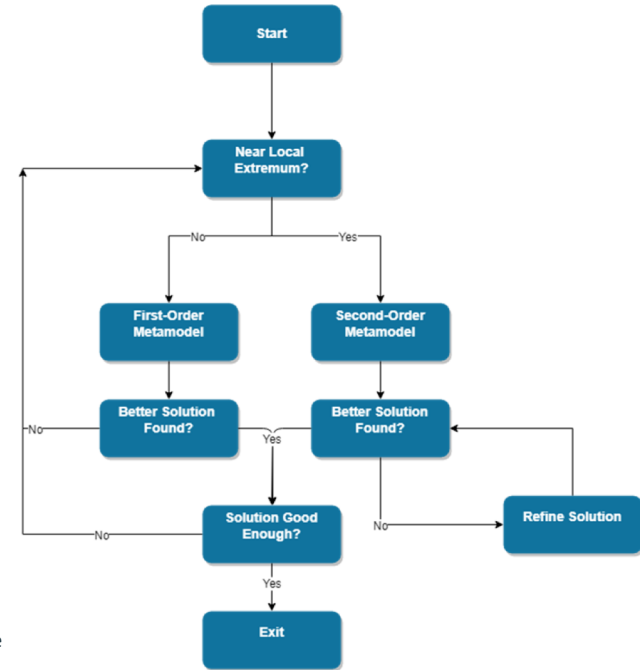 Start
Near Local
Extremum?
No
Yes
First-Order
Metamodel
Second-Order
Metamodel
Better Solution
Found?
Better Solution
Found?
No
Yes
Solution Good
Enough?
No
Refine Solution
No
Yes
Exit
e